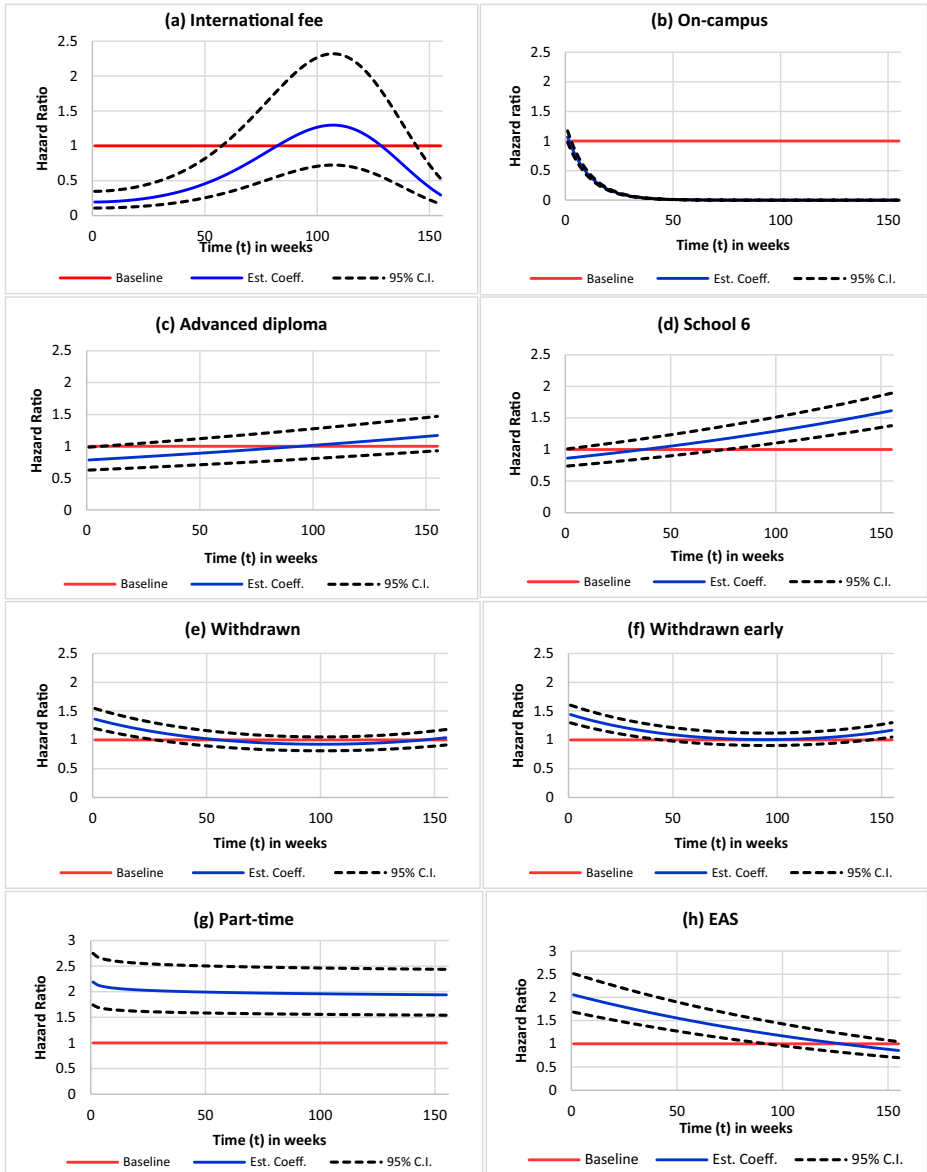 (a) International fee
Hazard Ratio
2.5
2
1.5
1
0.5
0
0 50 100 150
Time (t) in weeks
Baseline Est. Coeff. 95% C.I.
(b) On-campus
Hazard ratio
2.5
2
1.5
1
0.5
0
0 50 100 150
Time (t) in weeks
Baseline Est. Coeff. 95% C.I.
(c) Advanced diploma
Hazard Ratio
2.5
2
1.5
1
0.5
0
0 50 100 150
Time (t) in weeks
Baseline Est. Coeff. 95% C.I.
(d) School 6
Hazard Ratio
2.5
2
1.5
1
0.5
0
0 50 100 150
Time (t) in weeks
Baseline Est. Coeff. 95% C.I.
(e) Withdrawn
Hazard Ratio
2.5
2
1.5
1
0.5
0
0 50 100 150
Time (t) in weeks
Baseline Est. Coeff. 95% C.I.
(f) Withdrawn early
Hazard Ratio
2.5
2
1.5
1
0.5
0
0 50 100 150
Time (t) in weeks
Baseline Est. Coeff. 95% C.I.
(g) Part-time
Hazard Ratio
3
2.5
2
1.5
1
0.5
0
0 50 100 150
Time (t) in weeks
Baseline Est. Coeff. 95% C.I.
(h) EAS
Hazard Ratio
3
2.5
2
1.5
1
0.5
0
0 50 100 150
Time (t) in weeks
Baseline Est. Coeff. 95% C.I.